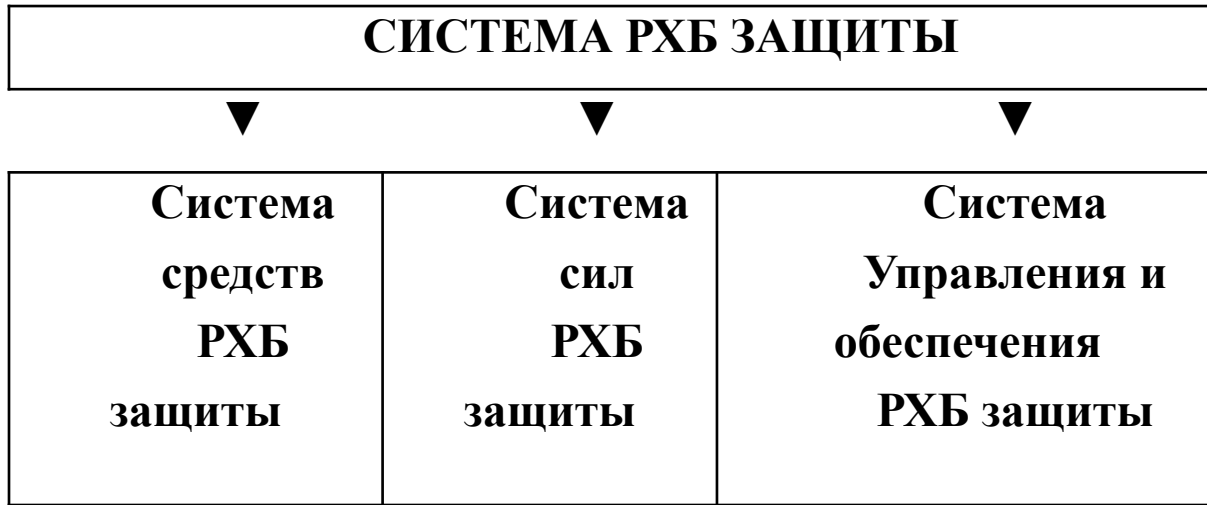 СИСТЕМА РХБ ЗАЩИТЫ
Система
средств
РХБ
защиты
Система
сил
РХБ
защиты
Система
Управления и
обеспечения
РХБ защиты